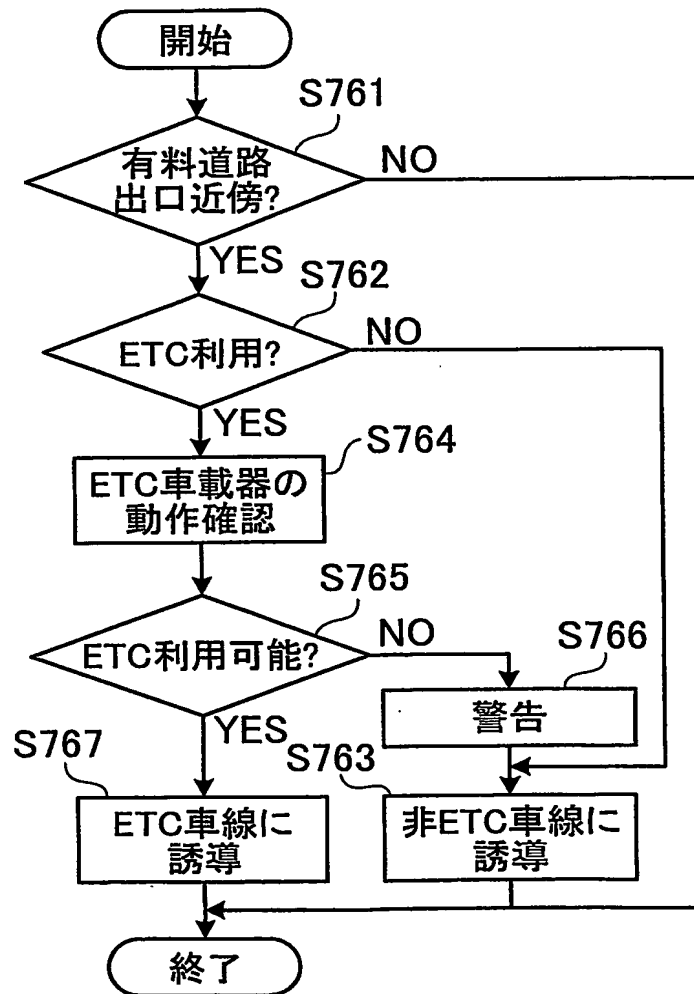 開始
S761
有料道路
出口近傍?
NO
YES
S762
ETC利用?
NO
YES
S764
ETC車載器の
動作確認
S765
ETC利用可能?
NO
S766
警告
YES
S767
S763
ETC車線に
誘導
非ETC車線に
誘導
終了